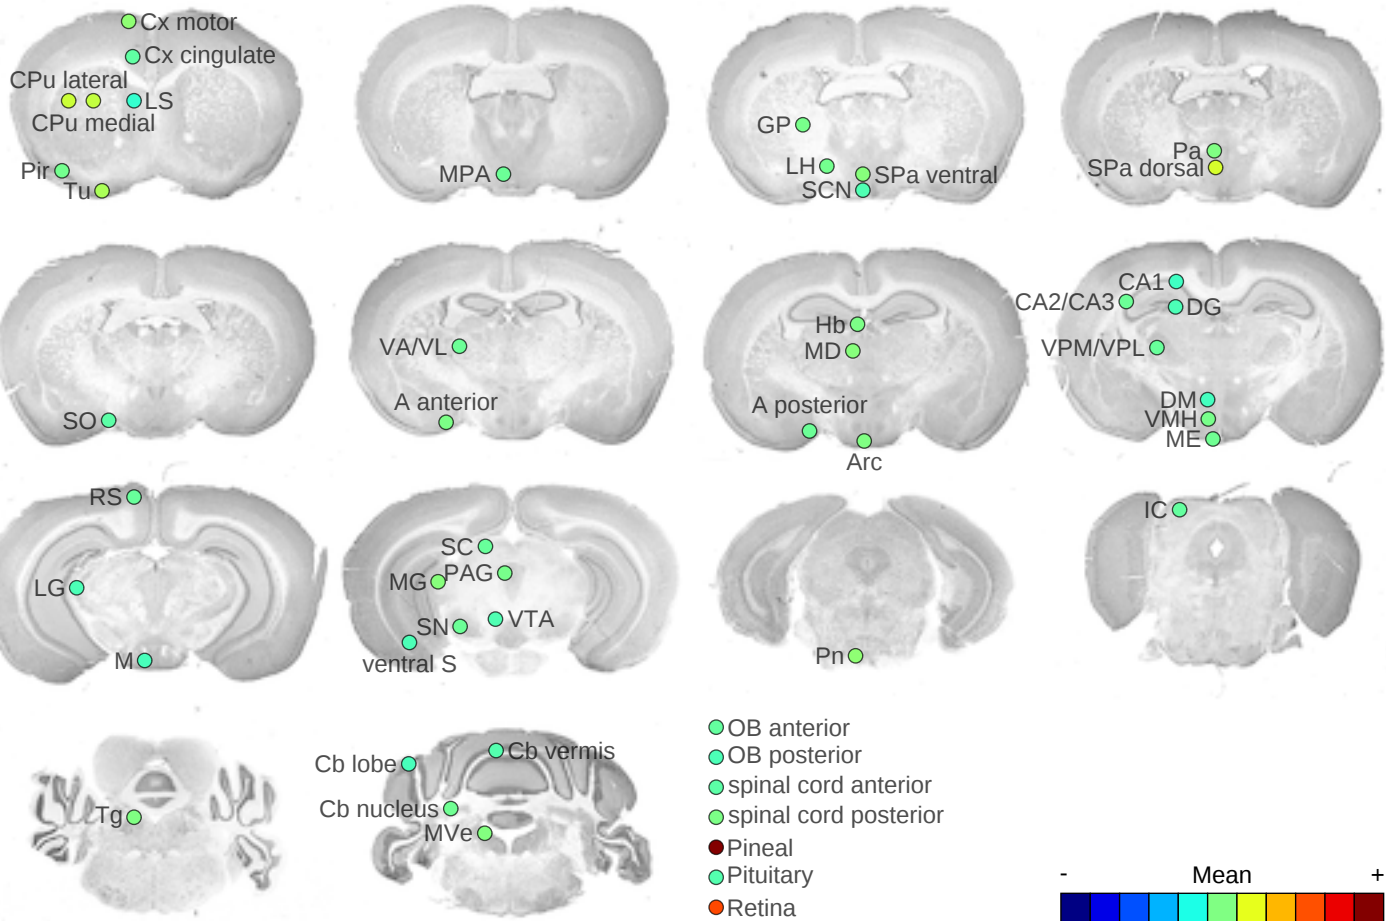 Cx motor
Cx cingulate
CPu lateral
LS
CPu medial
Pir
Tu
MPA
GP
LH
SPa ventral
SCN
Pa
SPa dorsal
SO
VA/VL
A anterior
Hb
MD
A posterior
Arc
CA1
CA2/CA3
DG
VPM/VPL
DM
VMH
ME
RS
LG
M
SC
MG
PAG
SN
VTA
ventral S
Pn
IC
Tg
Cb lobe
Cb vermis
Cb nucleus
MVe
OB anterior
OB posterior
spinal cord anterior
spinal cord posterior
Pineal
Pituitary
Retina
- Mean +